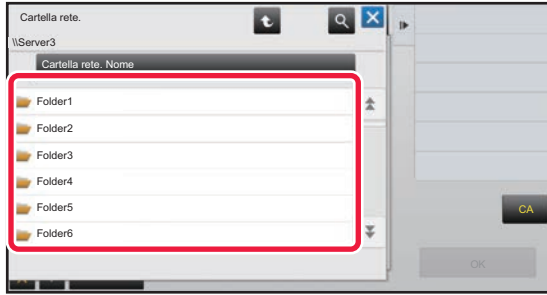 Cartella rete.
\\Server3
Cartella rete. Nome
Folder1
Folder2
Folder3
Folder4
Folder5
Folder6
CA
OK